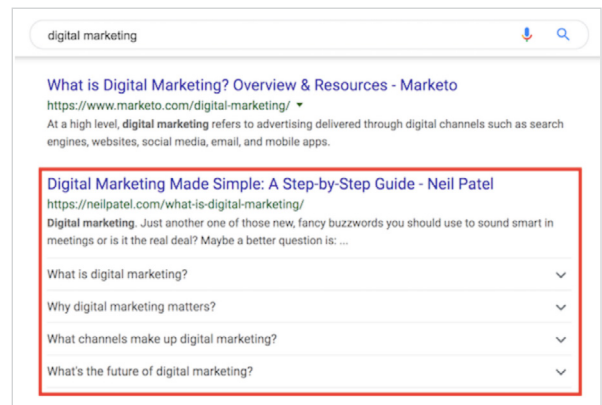 digital marketing
What is Digital Marketing? Overview & Resources - Marketo
https://www.marketo.com/digital-marketing/
At a high level, digital marketing refers to advertising delivered through digital channels such as search
engines, websites, social media, email, and mobile apps.
Digital Marketing Made Simple: A Step-by-Step Guide - Neil Patel
https://neilpatel.com/what-is-digital-marketing/
Digital marketing. Just another one of those new, fancy buzzwords you should use to sound smart in
meetings or is it the real deal? Maybe a better question is: ...
What is digital marketing?
Why digital marketing matters?
What channels make up digital marketing?
What's the future of digital marketing?